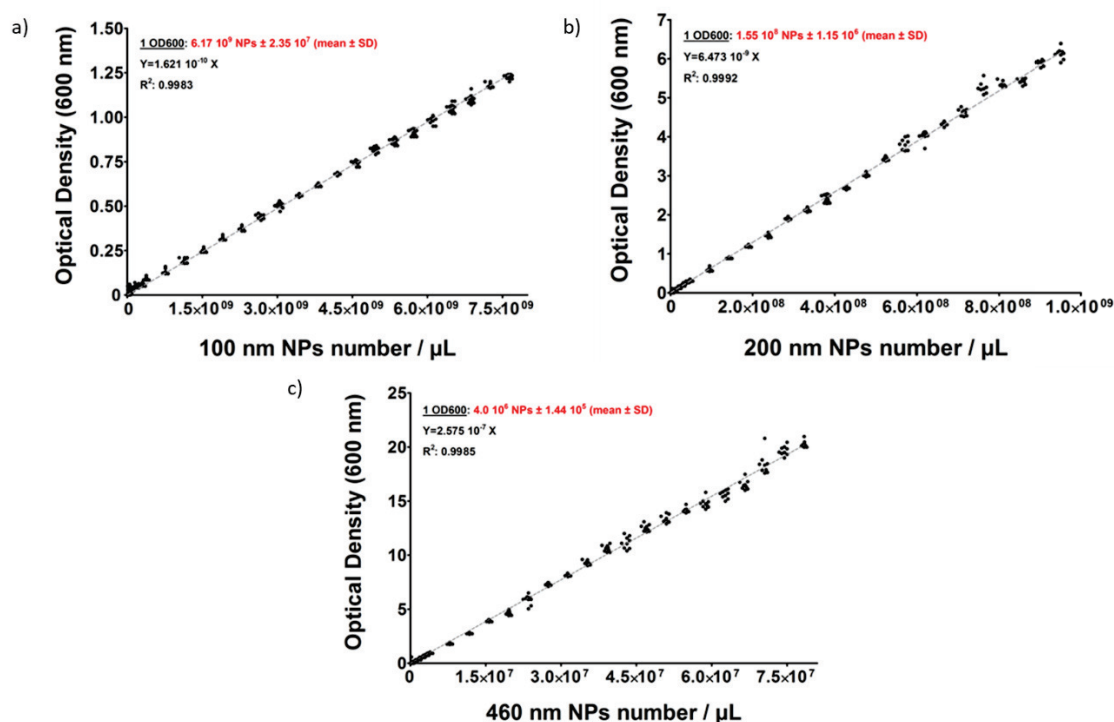 a)
1 OD600: 6.17 10⁹ NPs ± 2.35 10⁷ (mean ± SD)
Y=1.621 10⁻¹⁰ X
R²: 0.9983
Optical Density (600 nm)
1.50
1.25
1.00
0.75
0.50
0.25
0
0 1.5×10⁰⁹ 3.0×10⁰⁹ 4.5×10⁰⁹ 6.0×10⁰⁹ 7.5×10⁰⁹
100 nm NPs number / µL
b)
1 OD600: 1.55 10⁸ NPs ± 1.15 10⁶ (mean ± SD)
Y=6.473 10⁻⁹ X
R²: 0.9992
Optical Density (600 nm)
7
6
5
4
3
2
1
0
0 2.0×10⁰⁸ 4.0×10⁰⁸ 6.0×10⁰⁸ 8.0×10⁰⁸ 1.0×10⁰⁹
200 nm NPs number / µL
c)
1 OD600: 4.0 10⁶ NPs ± 1.44 10⁵ (mean ± SD)
Y=2.575 10⁻⁷ X
R²: 0.9985
Optical Density (600 nm)
25
20
15
10
5
0
0 1.5×10⁷ 3.0×10⁷ 4.5×10⁷ 6.0×10⁷ 7.5×10⁷
460 nm NPs number / µL